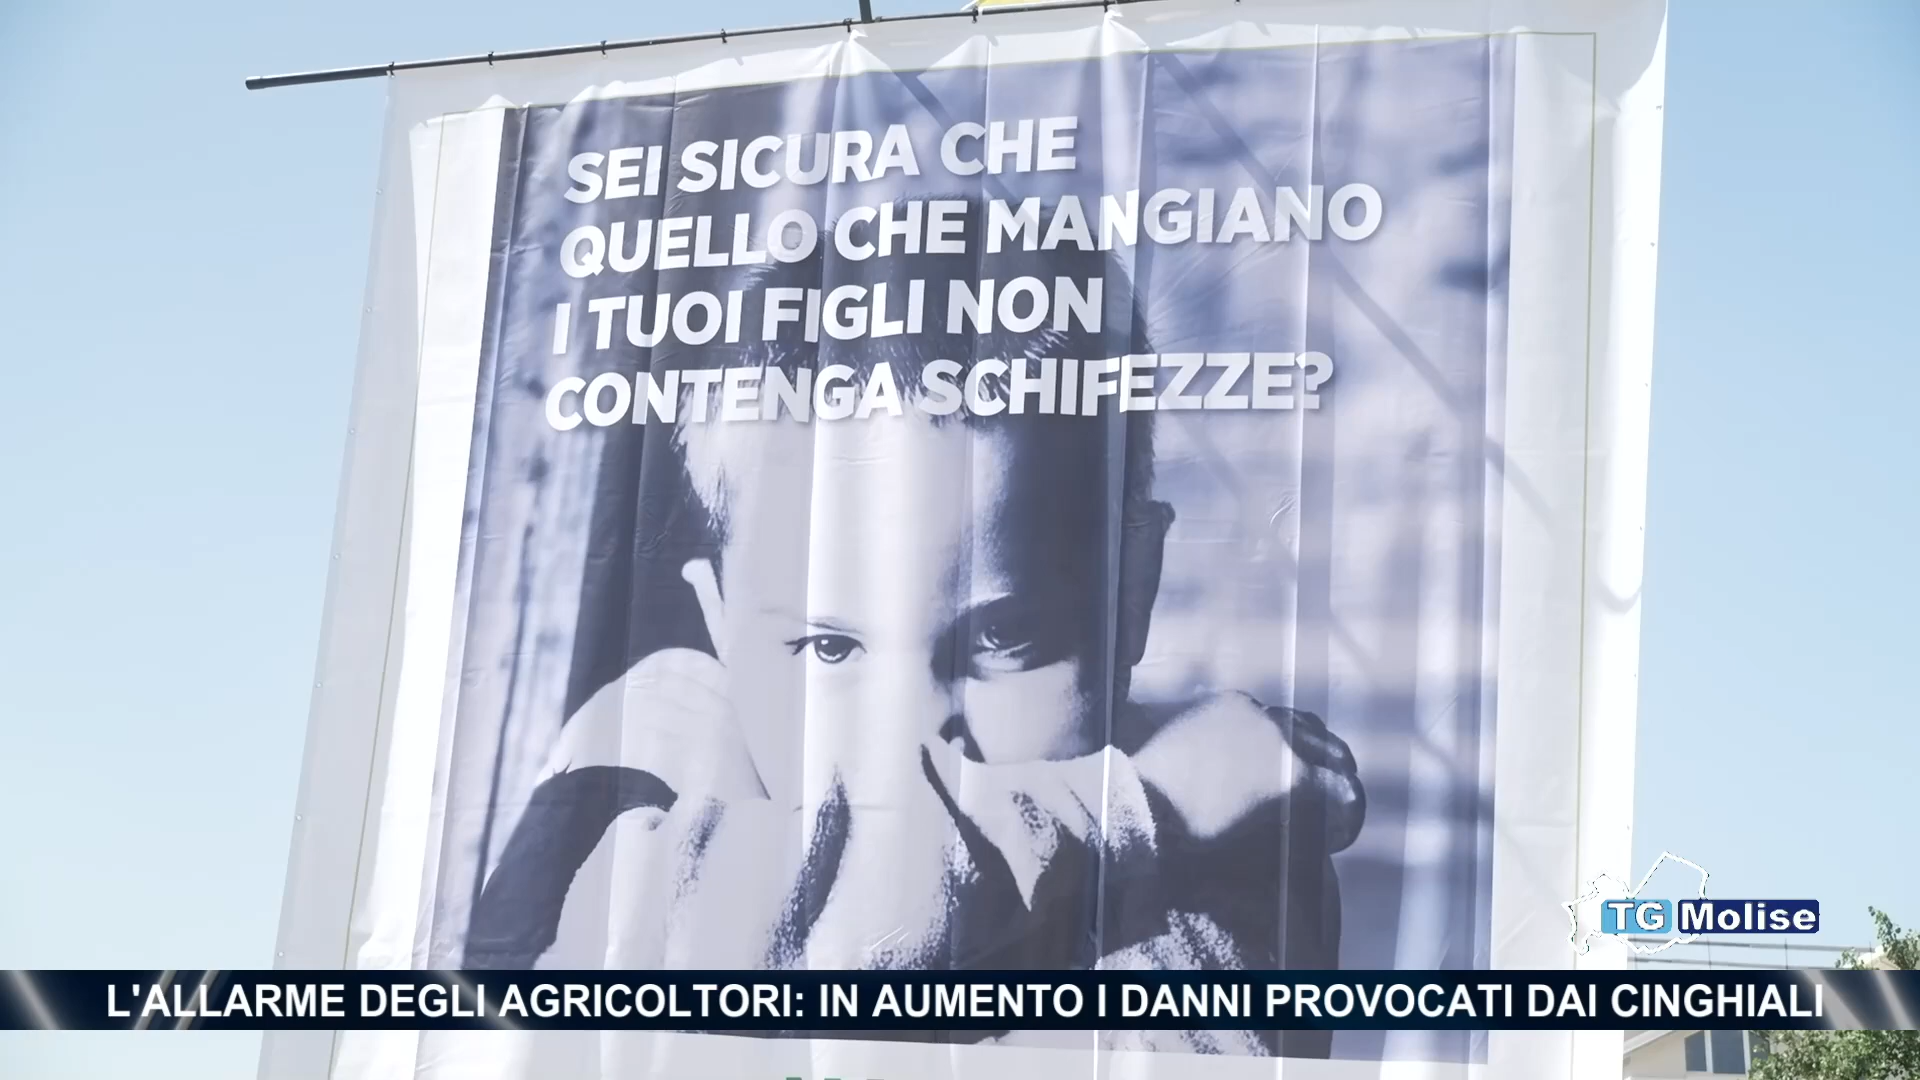 SEI SICURA CHE
QUELLO CHE MANGIANO
I TUOI FIGLI NON
CONTENGA SCHIFEZZE?
TG Molise
L'ALLARME DEGLI AGRICOLTORI: IN AUMENTO I DANNI PROVOCATI DAI CINGHIALI